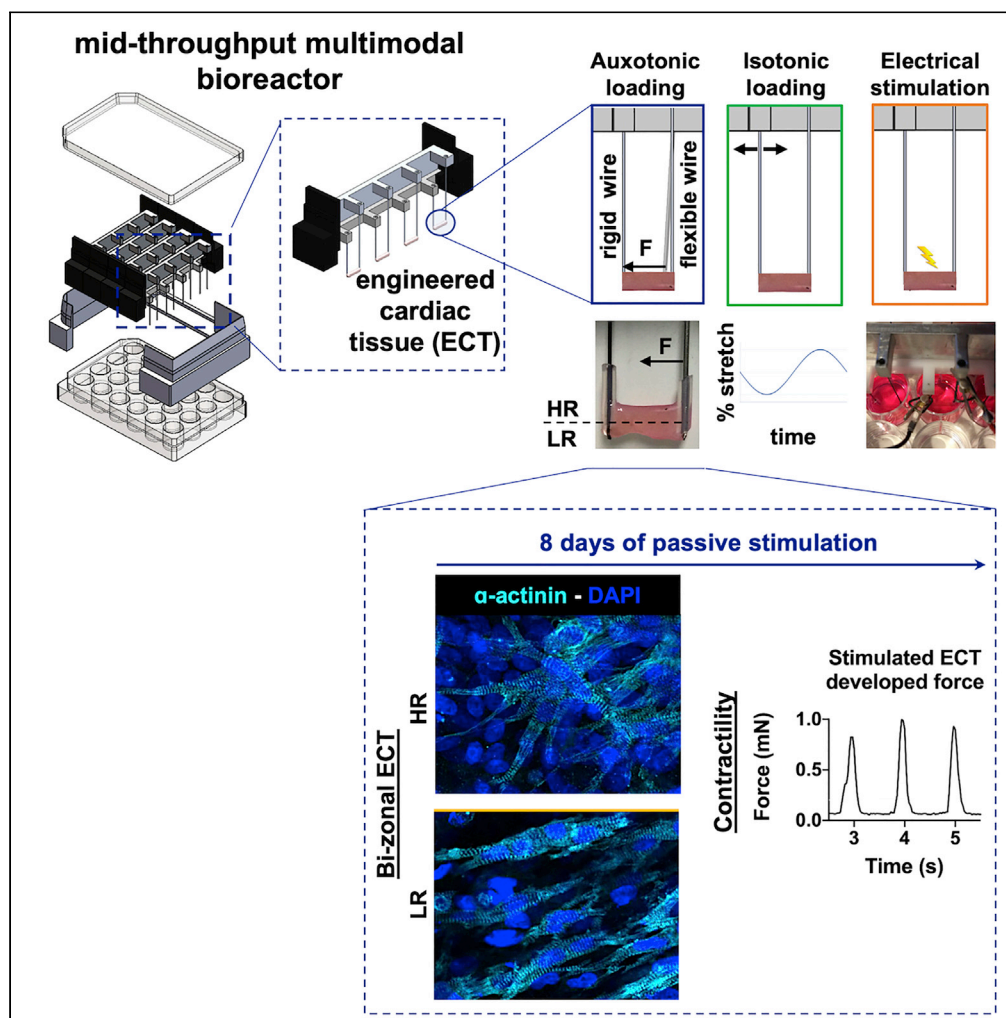 mid-throughput multimodal
bioreactor
engineered
cardiac
tissue (ECT)
Auxotonic
loading
Isotonic
loading
Electrical
stimulation
rigid wire
F
flexible wire
F
HR
LR
% stretch
time
8 days of passive stimulation
α-actinin - DAPI
Bi-zonal ECT
HR
LR
Contractility
Stimulated ECT
developed force
Force (mN)
1.0
0.5
0.0
3 4 5
Time (s)